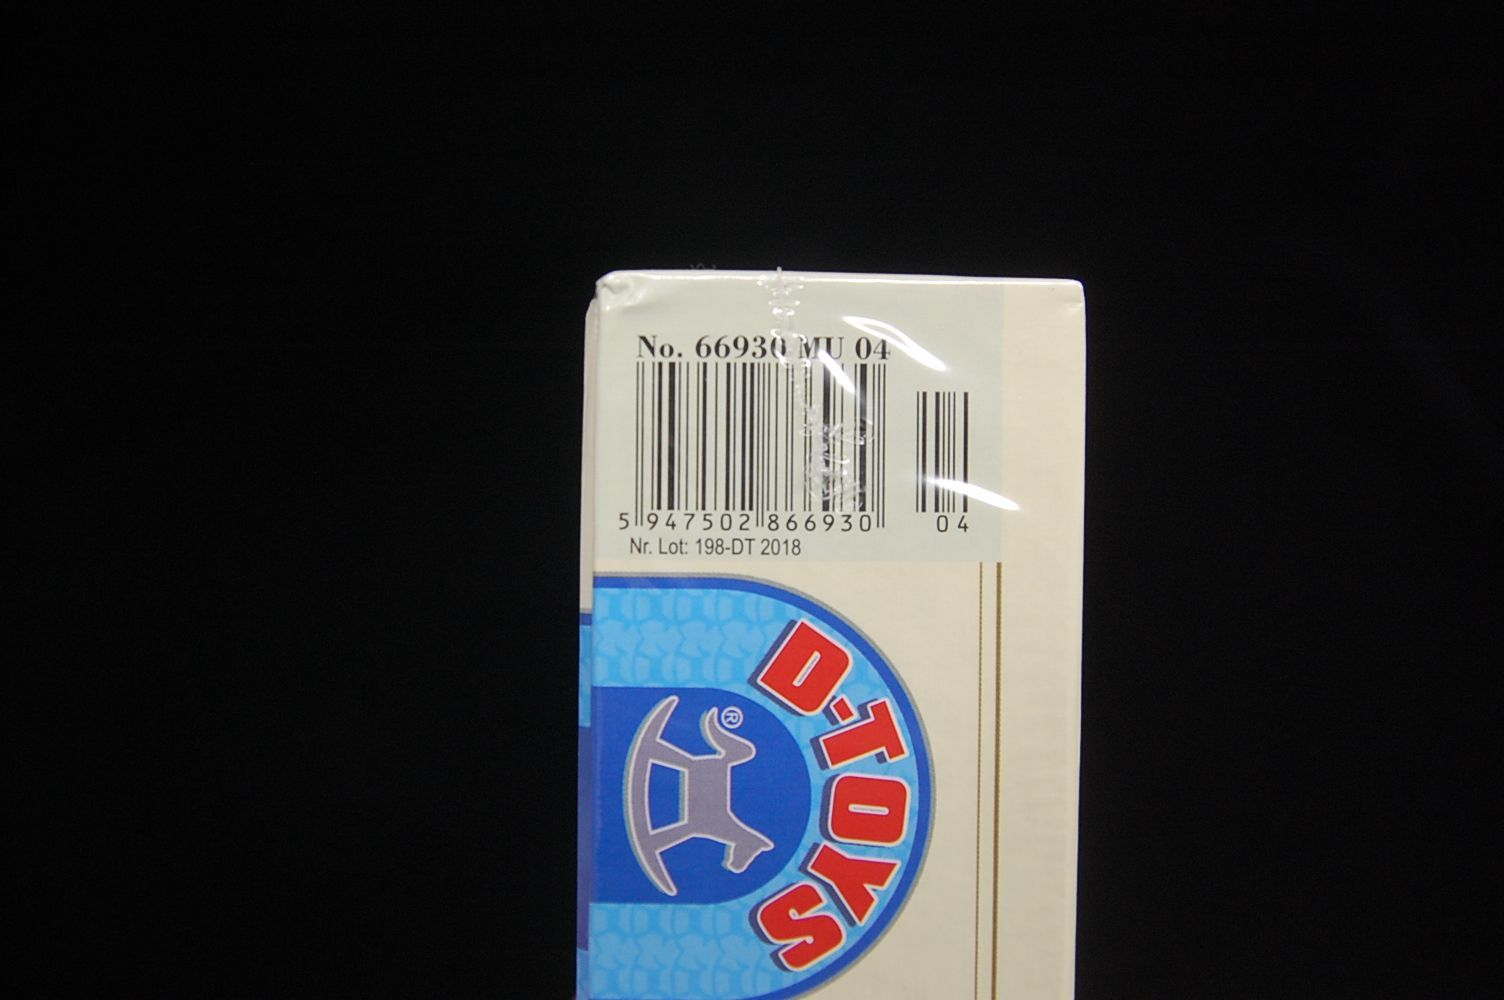 No. 66930 MU 04
5 947502 866930 04
Nr. Lot: 198-DT 2018
D-TOYS
®